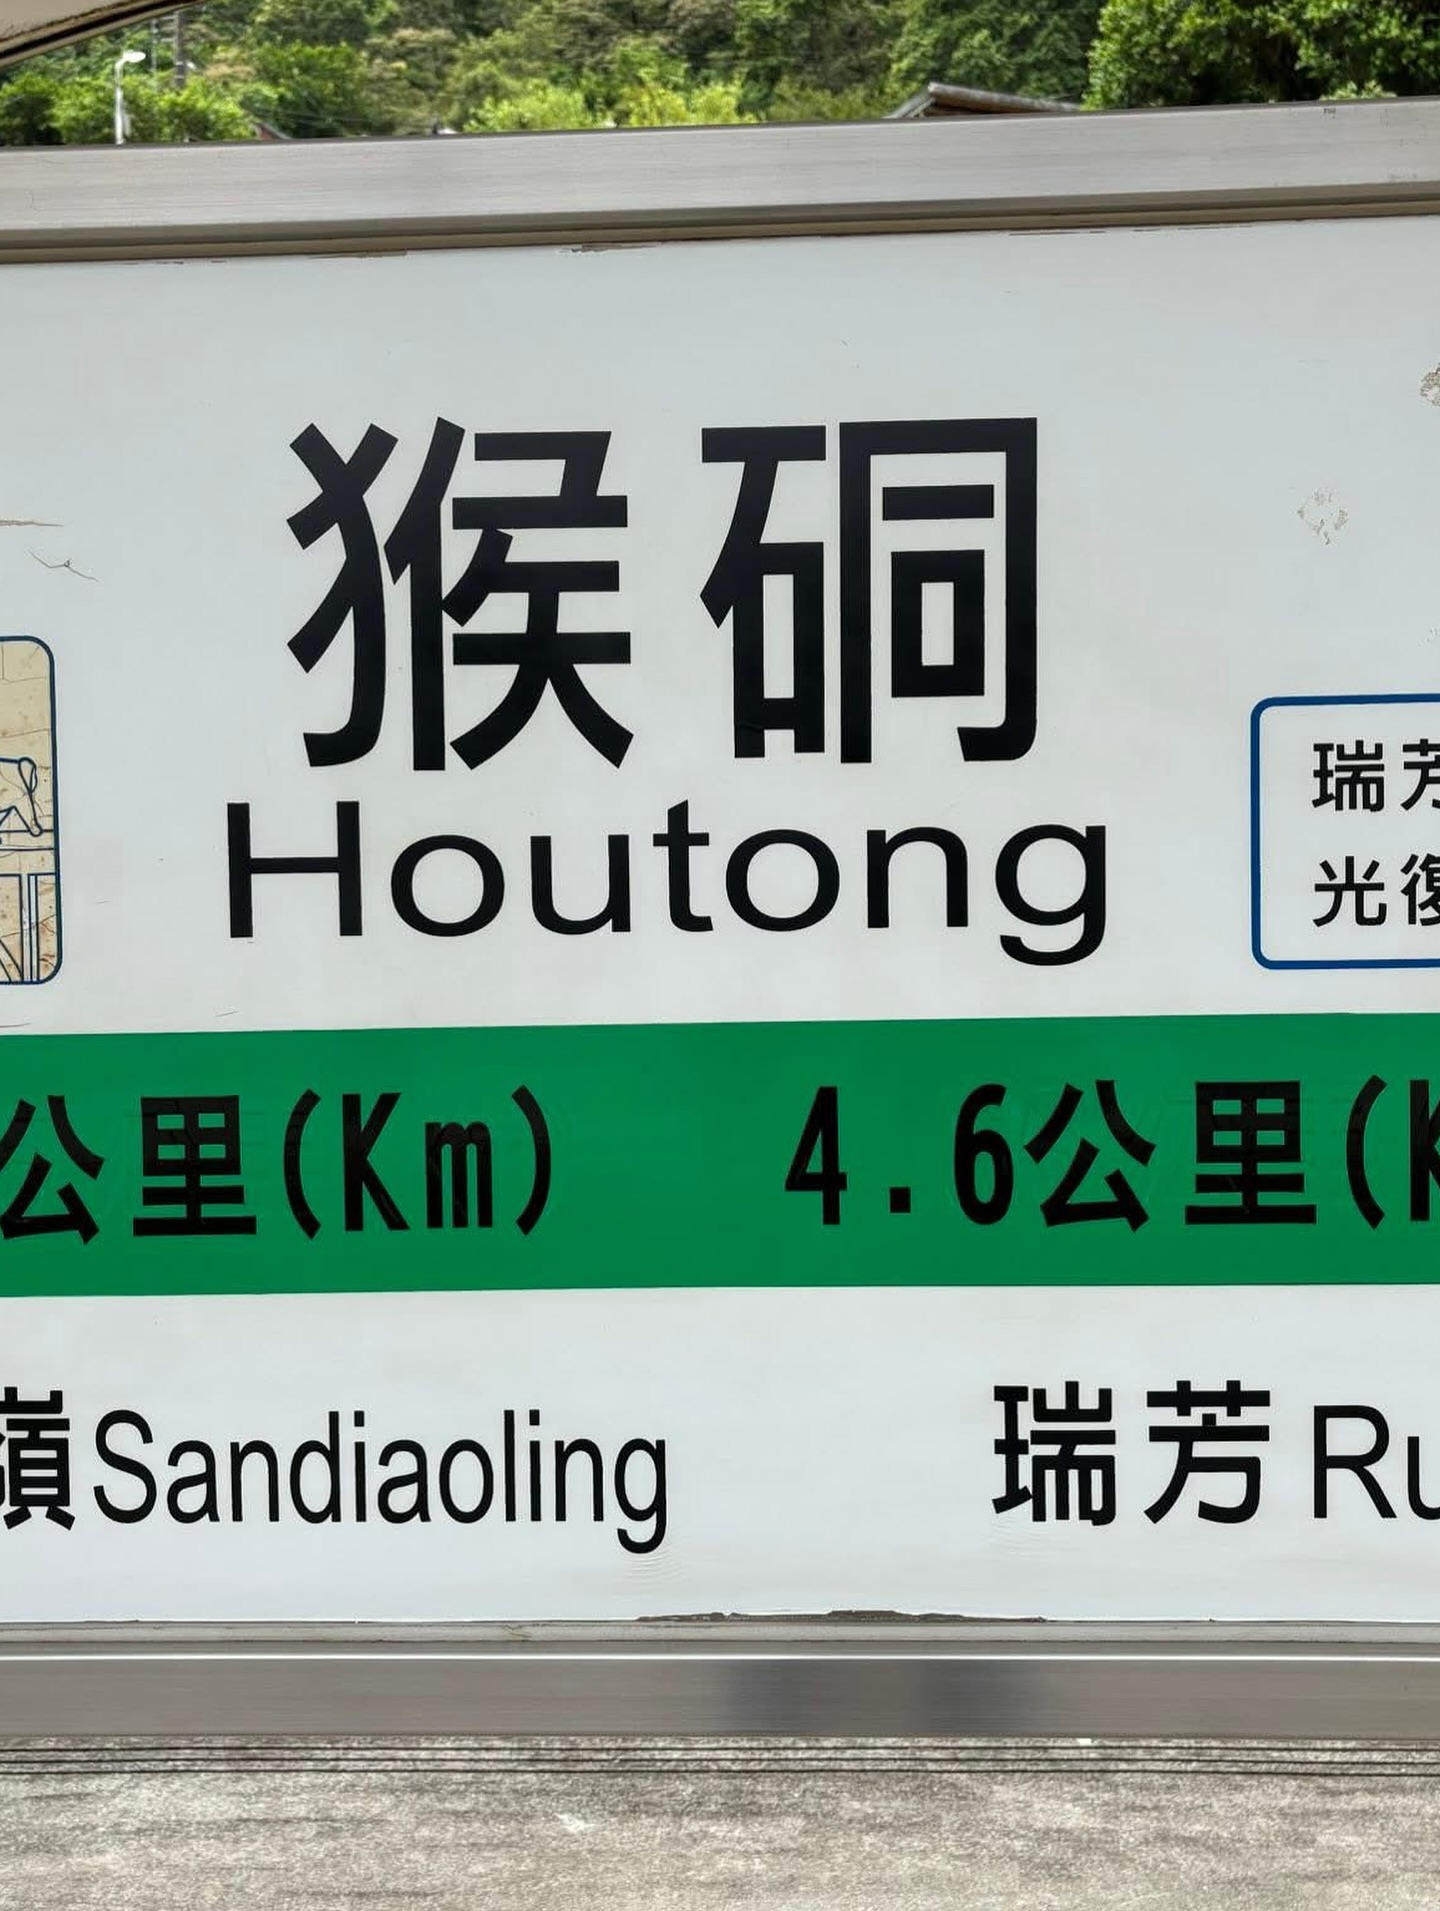 猴硐
Houtong
瑞芳
光復
公里(Km) 4.6公里(K
嶺Sandiaoling 瑞芳Ru